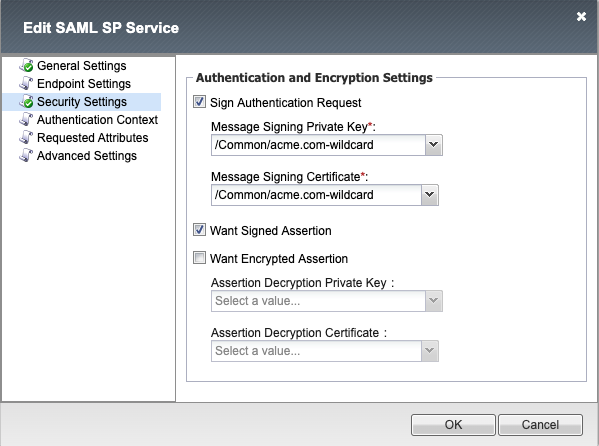 Edit SAML SP Service
General Settings
Endpoint Settings
Security Settings
Authentication Context
Requested Attributes
Advanced Settings
Authentication and Encryption Settings
Sign Authentication Request
Message Signing Private Key*:
/Common/acme.com-wildcard
Message Signing Certificate*:
/Common/acme.com-wildcard
Want Signed Assertion
Want Encrypted Assertion
Assertion Decryption Private Key :
Select a value...
Assertion Decryption Certificate :
Select a value...
OK Cancel